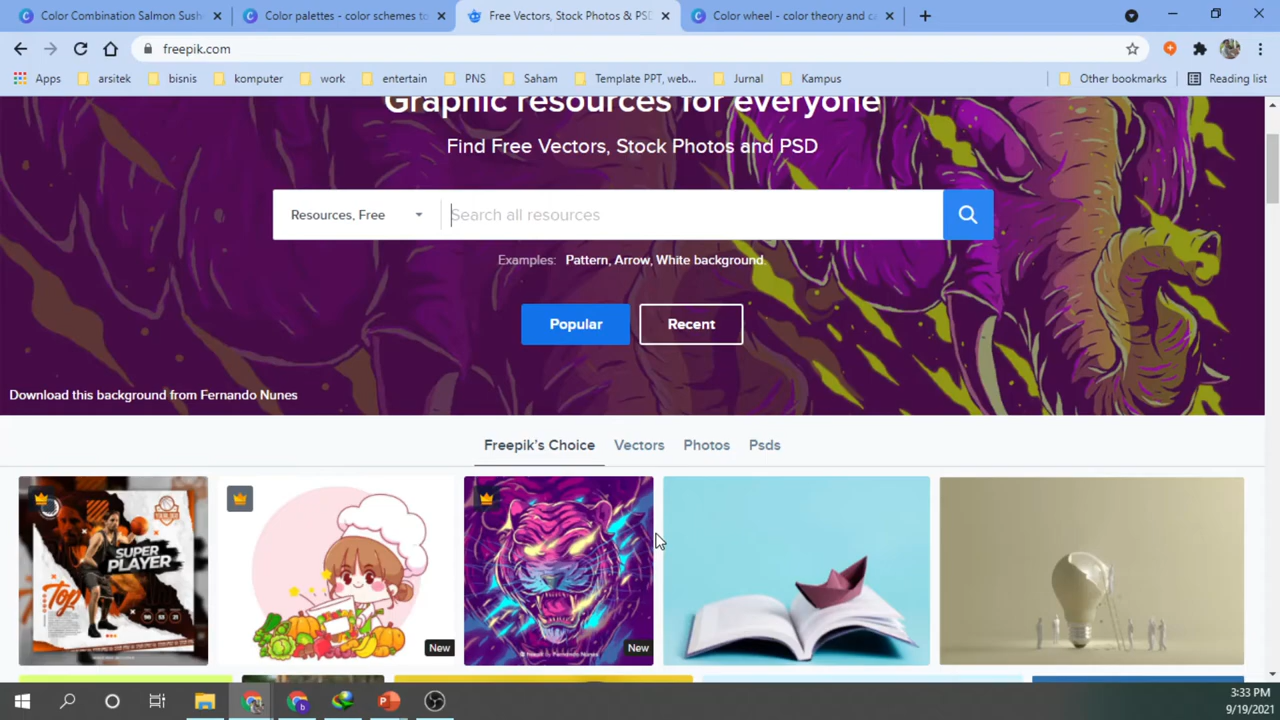 Color Combination Salmon Sush
Color palettes - color schemes to
Free Vectors, Stock Photos & PSD
Color wheel - color theory and ca
freepik.com
Apps
arsitek
bisnis
komputer
work
entertain
PNS
Saham
Template PPT, web...
Jurnal
Kampus
Other bookmarks
Reading list
Graphic resources for everyone
Find Free Vectors, Stock Photos and PSD
Resources, Free
Search all resources
Examples: Pattern, Arrow, White background.
Popular
Recent
Download this background from Fernando Nunes
Freepik's Choice
Vectors
Photos
Psds
SUPER
PLAYER
Top
New
New
3:33 PM
9/19/2021